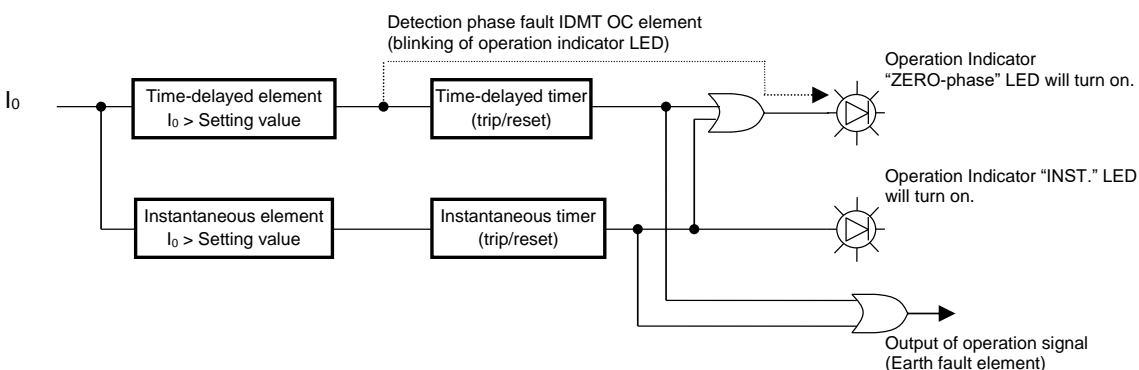 Detection phase fault IDMT OC element
(blinking of operation indicator LED)
Operation Indicator
“ZERO-phase” LED will turn on.
I₀
Time-delayed element
I₀ > Setting value
Time-delayed timer
(trip/reset)
Operation Indicator “INST.” LED
will turn on.
Instantaneous element
I₀ > Setting value
Instantaneous timer
(trip/reset)
Output of operation signal
(Earth fault element)